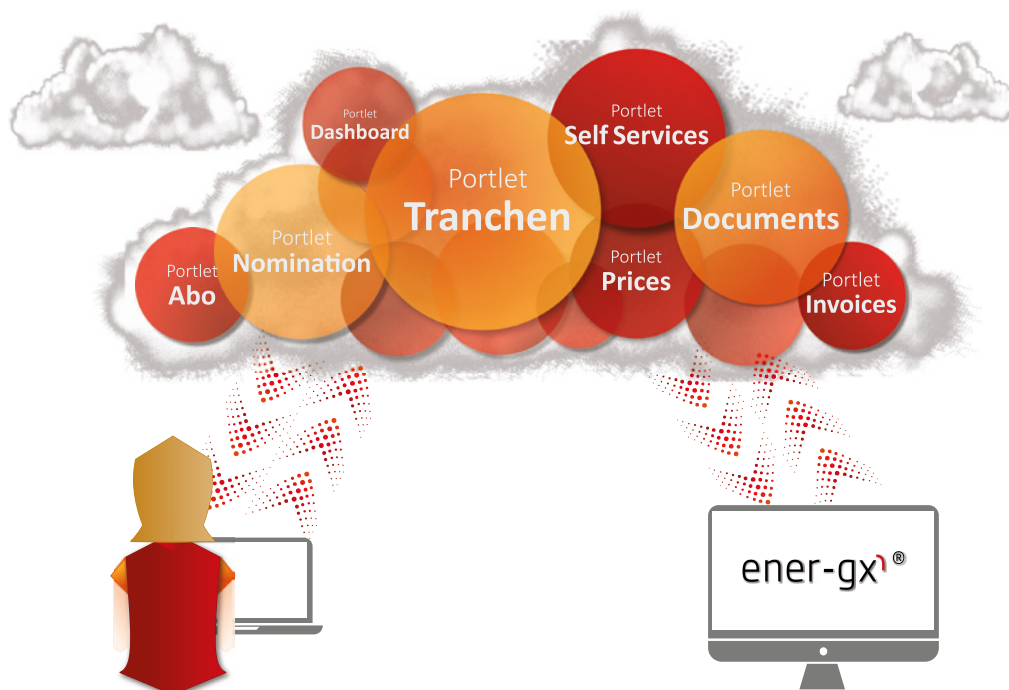 Portlet
Dashboard
Portlet
Self Services
Portlet
Tranchen
Portlet
Documents
Portlet
Nomination
Portlet
Abo
Portlet
Prices
Portlet
Invoices
ener-gx ®